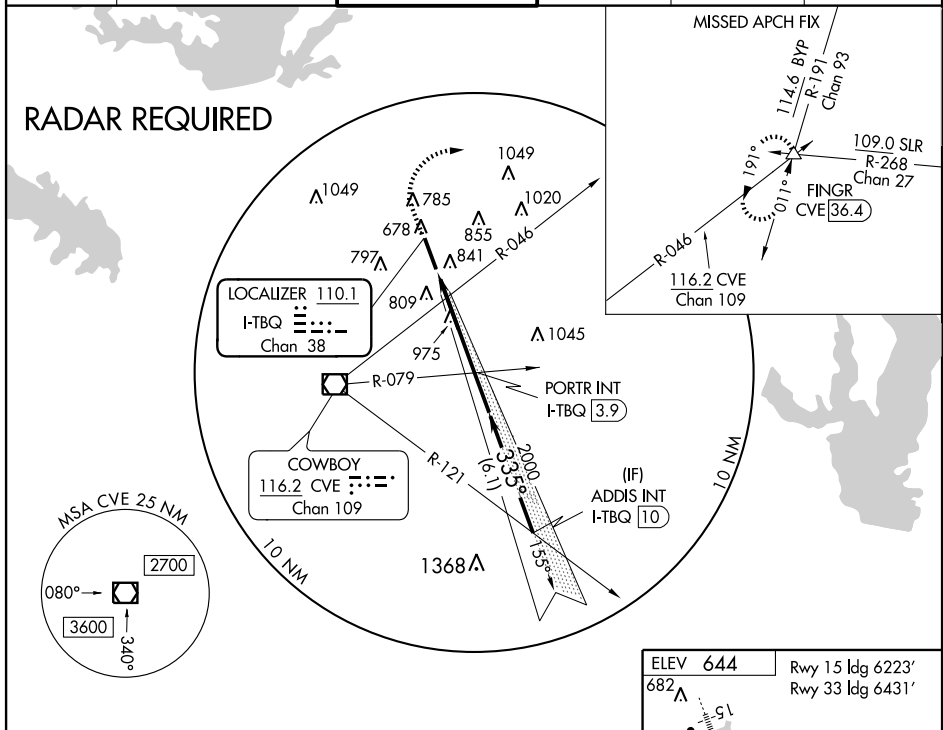 MISSED APCH FIX
RADAR REQUIRED
114.6 BYP
R-191
Chan 93
109.0 SLR
R-268
Chan 27
191°
011°
FINGR
CVE 36.4
R-046
116.2 CVE
Chan 109
1049
1049
785
1020
678
855
R-046
797
841
LOCALIZER 110.1
I-TBQ
Chan 38
809
975
1045
R-079
PORTR INT
I-TBQ 3.9
COWBOY
116.2 CVE
Chan 109
R-121
2000
335°
(6.1)
(IF)
ADDIS INT
I-TBQ 10
155°
10 NM
10 NM
1368
MSA CVE 25 NM
2700
080°
3600
340°
ELEV 644
Rwy 15 ldg 6223'
Rwy 33 ldg 6431'
682
15